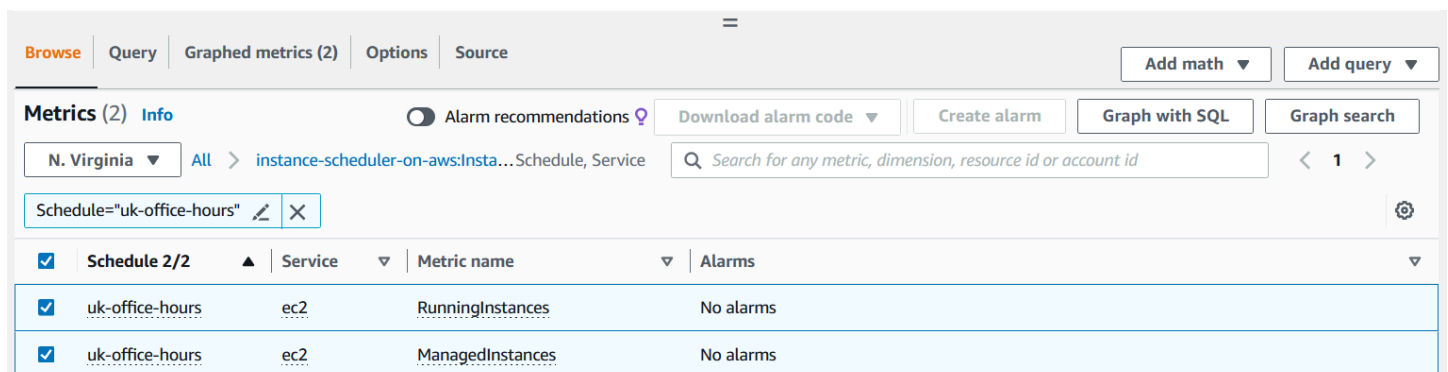 =
Browse Query Graphed metrics (2) Options Source
Add math ▼ Add query ▼
Metrics (2) Info Alarm recommendations Download alarm code ▼ Create alarm Graph with SQL Graph search
N. Virginia ▼ All > instance-scheduler-on-aws:Insta…Schedule, Service Search for any metric, dimension, resource id or account id < 1 >
Schedule="uk-office-hours"
Schedule 2/2 Service Metric name Alarms
uk-office-hours ec2 RunningInstances No alarms
uk-office-hours ec2 ManagedInstances No alarms